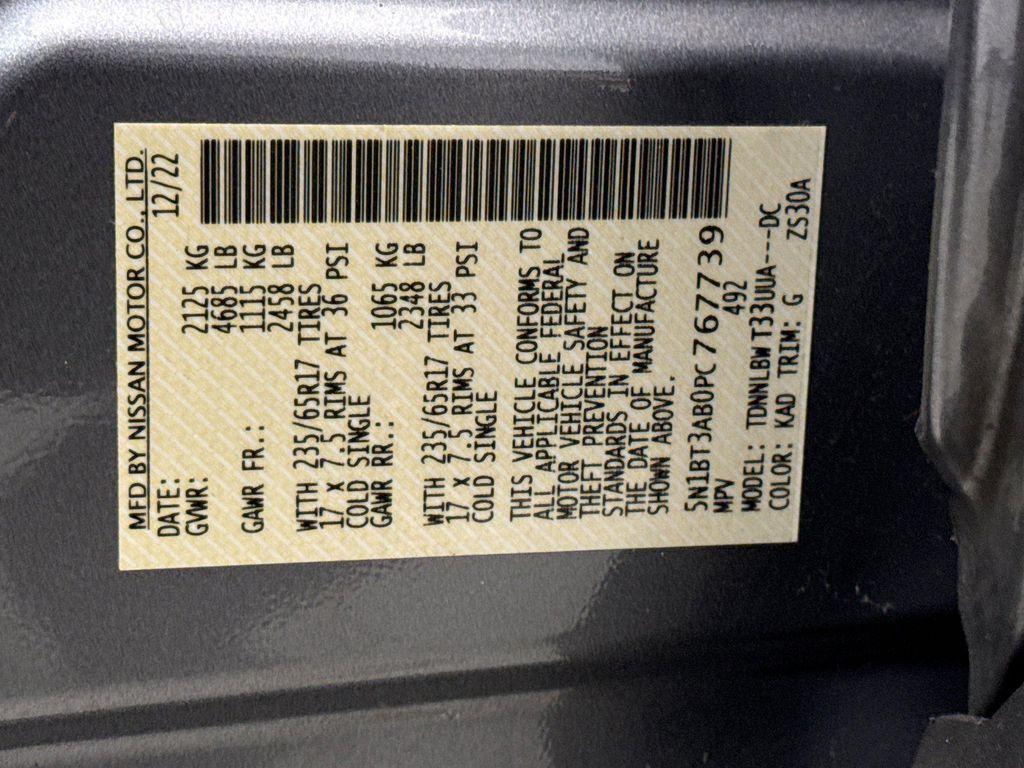 MFD BY NISSAN MOTOR CO., LTD.
DATE: 12/22
GVWR: 2125 KG
4685 LB
GAWR FR.: 1115 KG
2458 LB
WITH 235/65R17 TIRES
17 X 7.5 RIMS AT 36 PSI
COLD SINGLE
GAWR RR.: 1065 KG
2348 LB
WITH 235/65R17 TIRES
17 X 7.5 RIMS AT 33 PSI
COLD SINGLE
THIS VEHICLE CONFORMS TO
ALL APPLICABLE FEDERAL
MOTOR VEHICLE SAFETY AND
THEFT PREVENTION
STANDARDS IN EFFECT ON
THE DATE OF MANUFACTURE
SHOWN ABOVE.
5N1BT3AB0PC767739
MPV 492
MODEL: TDNNLBW T33UUA---DC
COLOR: KAD TRIM: G ZS30A